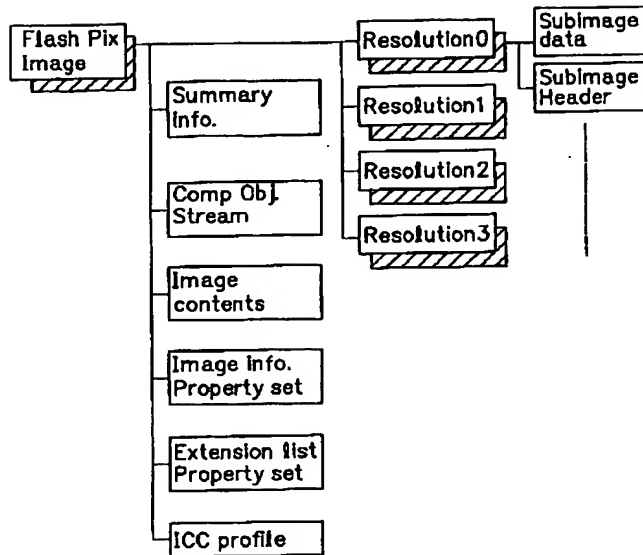 Flash Pix
Image
Resolution0
Subimage
data
Subimage
Header
Summary
info.
Resolution1
Resolution2
Comp Obj.
Stream
Resolution3
Image
contents
Image info.
Property set
Extension list
Property set
ICC profile